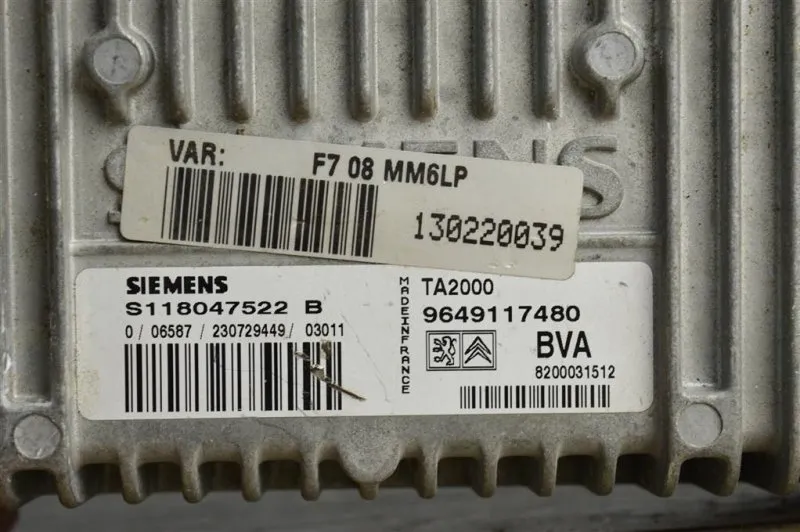 VAR: F7 08 MM6LP
130220039
SIEMENS
S118047522 B
0 / 06587 / 230729449 / 03011
MADE IN FRANCE
TA2000
9649117480
BVA
8200031512